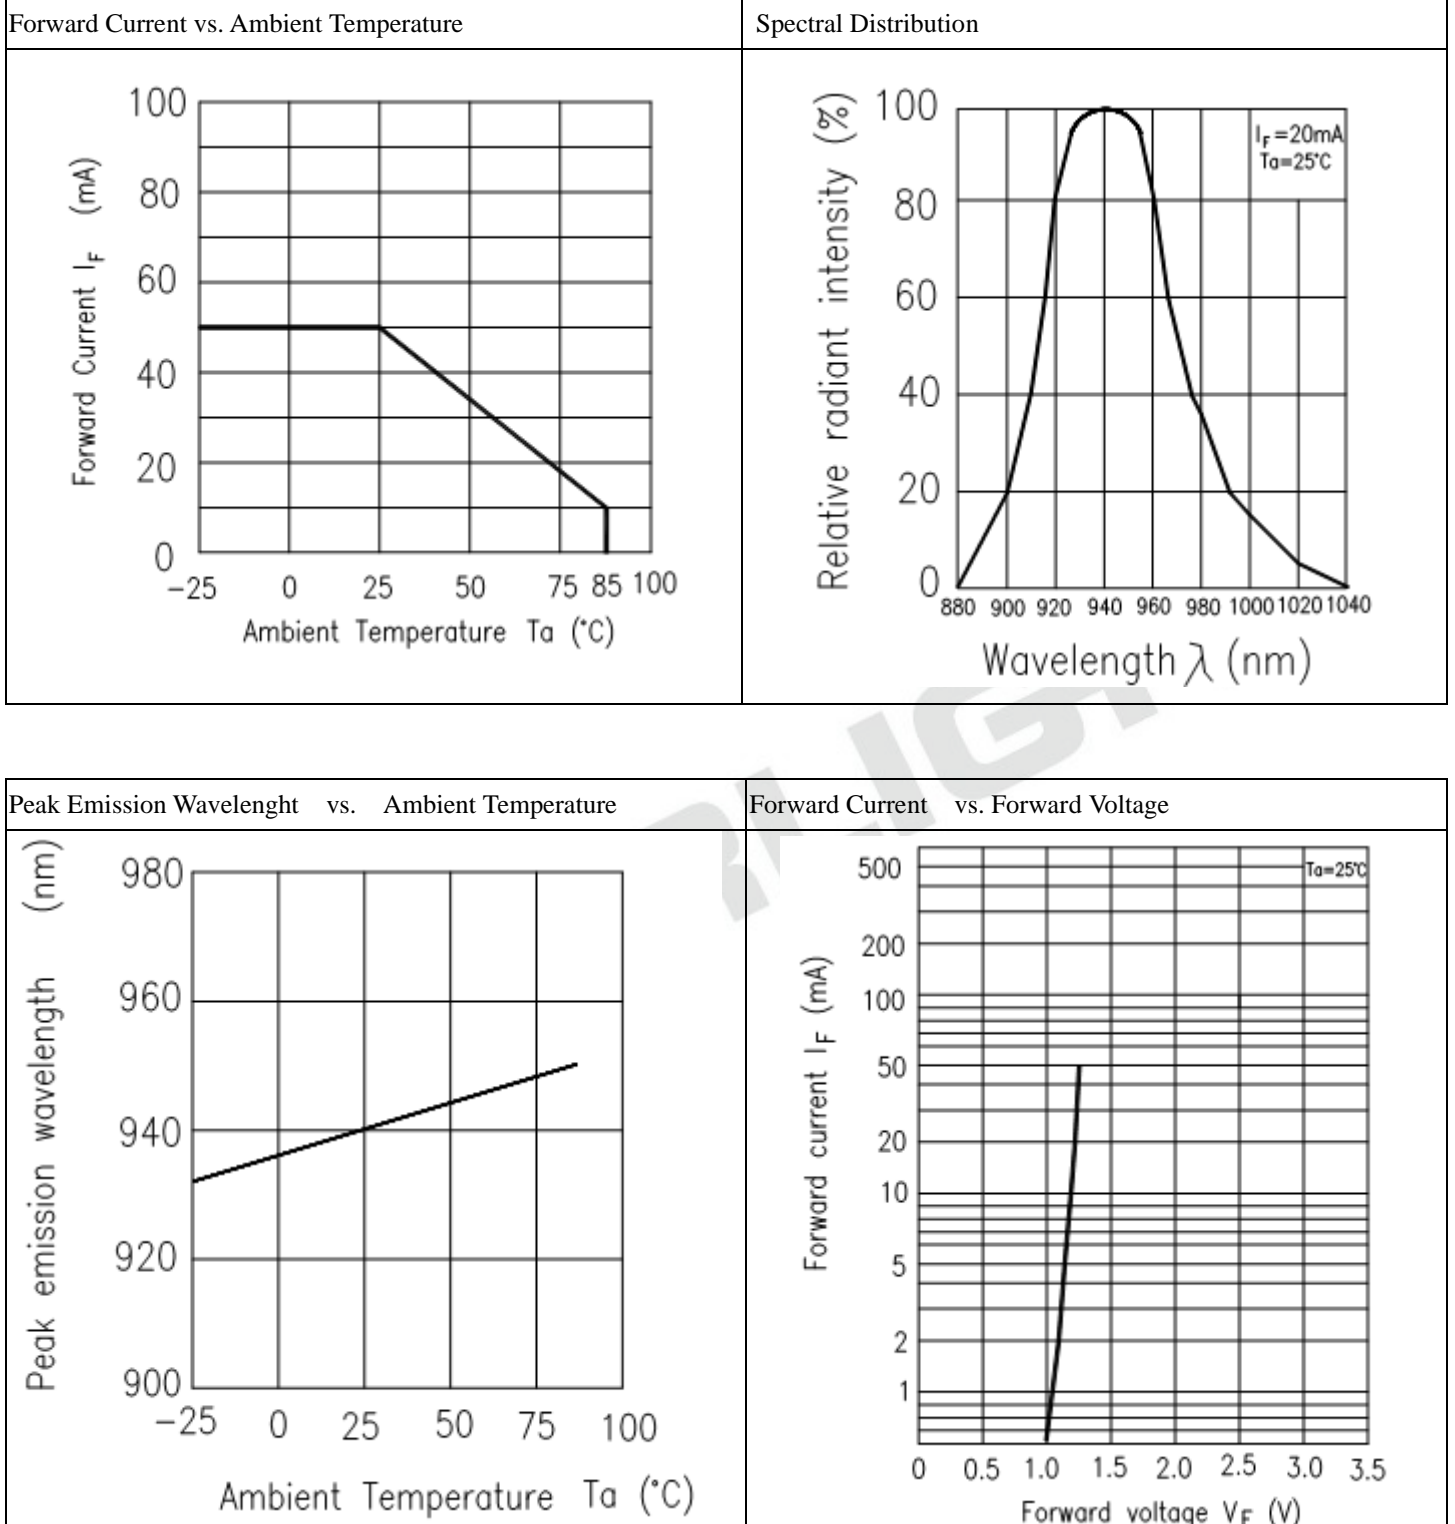 Forward Current vs. Ambient Temperature
Spectral Distribution
Forward Current IF (mA)
100
80
60
40
20
0
−25 0 25 50 75 85 100
Ambient Temperature Ta (°C)
Relative radiant intensity (%)
100
80
60
40
20
0
IF=20mA
Ta=25°C
880 900 920 940 960 980 1000 1020 1040
Wavelength λ (nm)
Peak Emission Wavelenght vs. Ambient Temperature
Forward Current vs. Forward Voltage
Peak emission wavelength (nm)
980
960
940
920
900
−25 0 25 50 75 100
Ambient Temperature Ta (°C)
Forward current IF (mA)
500
200
100
50
20
10
5
2
1
Ta=25°C
0 0.5 1.0 1.5 2.0 2.5 3.0 3.5
Forward voltage VF (V)